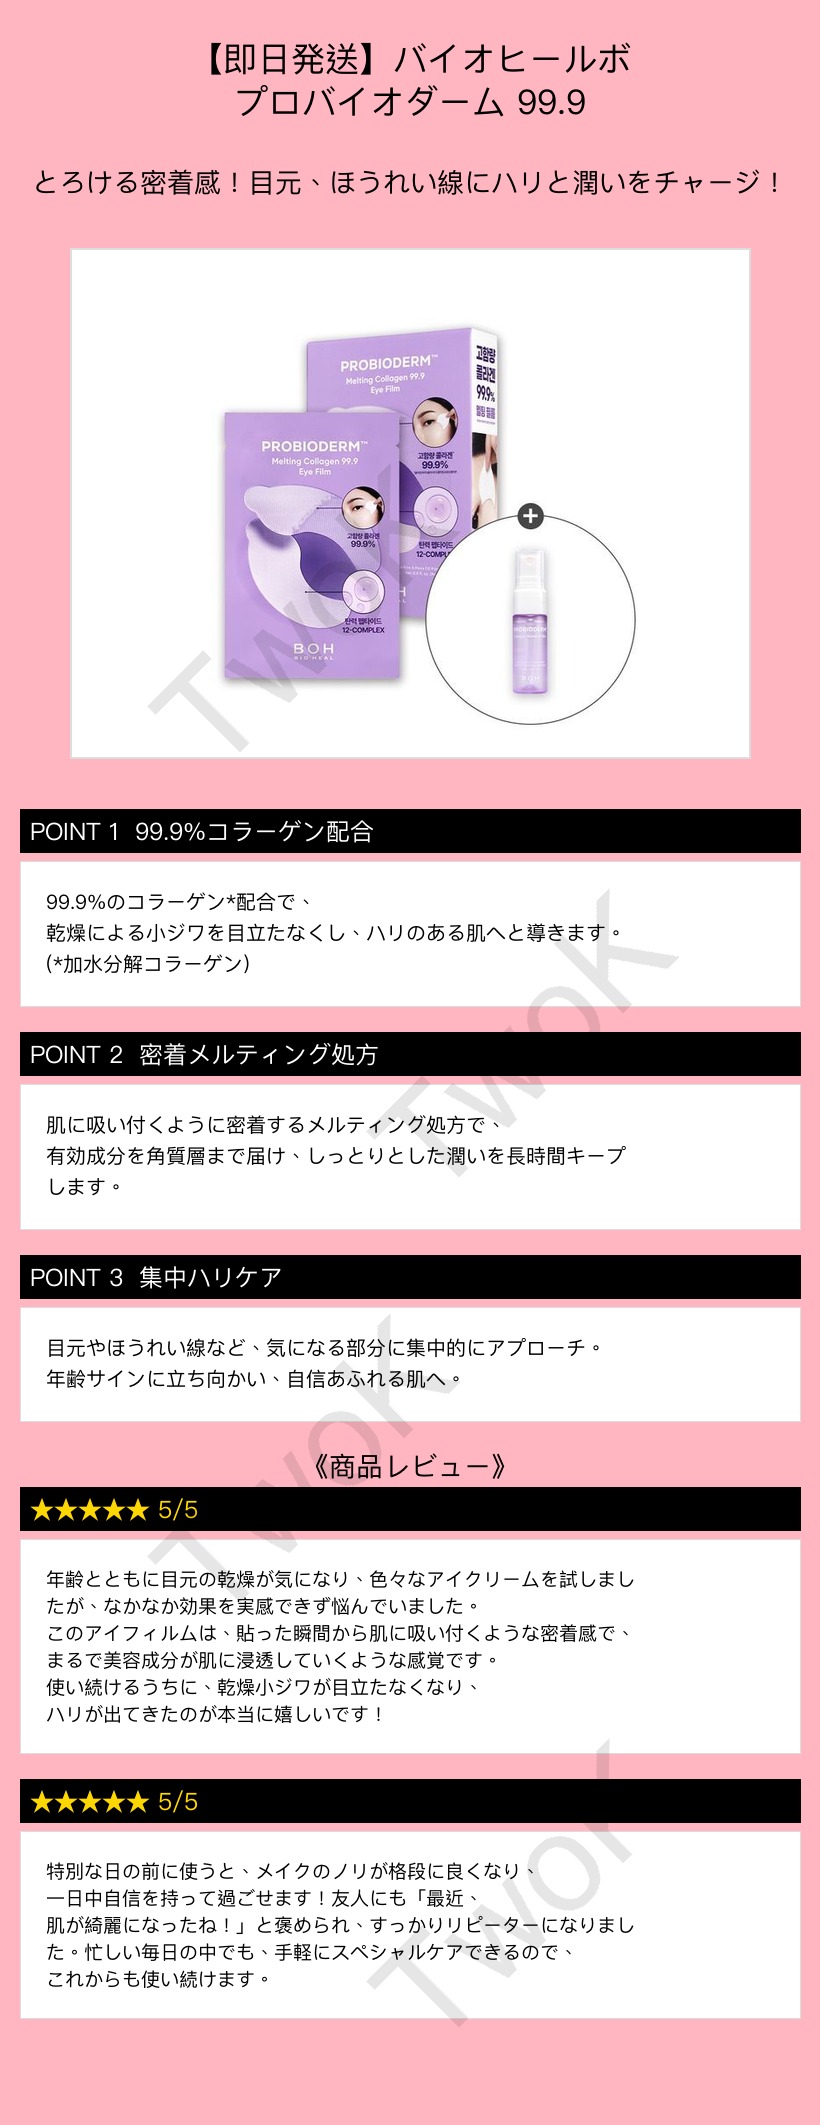 【即日発送】バイオヒールボ
プロバイオダーム 99.9
とろける密着感！目元、ほうれい線にハリと潤いをチャージ！
PROBIODERM™
Melting Collagen 99.9
Eye Film
고함량
콜라겐
99.9%
멜팅 필름
고함량 콜라겐
99.9%
탄력 펩타이드
12-COMPL
PROBIODERM™
Melting Collagen 99.9
Eye Film
고함량 콜라겐
99.9%
탄력 펩타이드
12-COMPLEX
BOH
BIO HEAL
+
PROBIODERM
BOH
TwoK
POINT 1 99.9%コラーゲン配合
99.9%のコラーゲン*配合で、
乾燥による小ジワを目立たなくし、ハリのある肌へと導きます。
(*加水分解コラーゲン)
TwoK
POINT 2 密着メルティング処方
肌に吸い付くように密着するメルティング処方で、
有効成分を角質層まで届け、しっとりとした潤いを長時間キープ
します。
POINT 3 集中ハリケア
目元やほうれい線など、気になる部分に集中的にアプローチ。
年齢サインに立ち向かい、自信あふれる肌へ。
TwoK
《商品レビュー》
★★★★★ 5/5
年齢とともに目元の乾燥が気になり、色々なアイクリームを試しまし
たが、なかなか効果を実感できず悩んでいました。
このアイフィルムは、貼った瞬間から肌に吸い付くような密着感で、
まるで美容成分が肌に浸透していくような感覚です。
使い続けるうちに、乾燥小ジワが目立たなくなり、
ハリが出てきたのが本当に嬉しいです！
★★★★★ 5/5
特別な日の前に使うと、メイクのノリが格段に良くなり、
一日中自信を持って過ごせます！友人にも「最近、
肌が綺麗になったね！」と褒められ、すっかりリピーターになりまし
た。忙しい毎日の中でも、手軽にスペシャルケアできるので、
これからも使い続けます。
TwoK